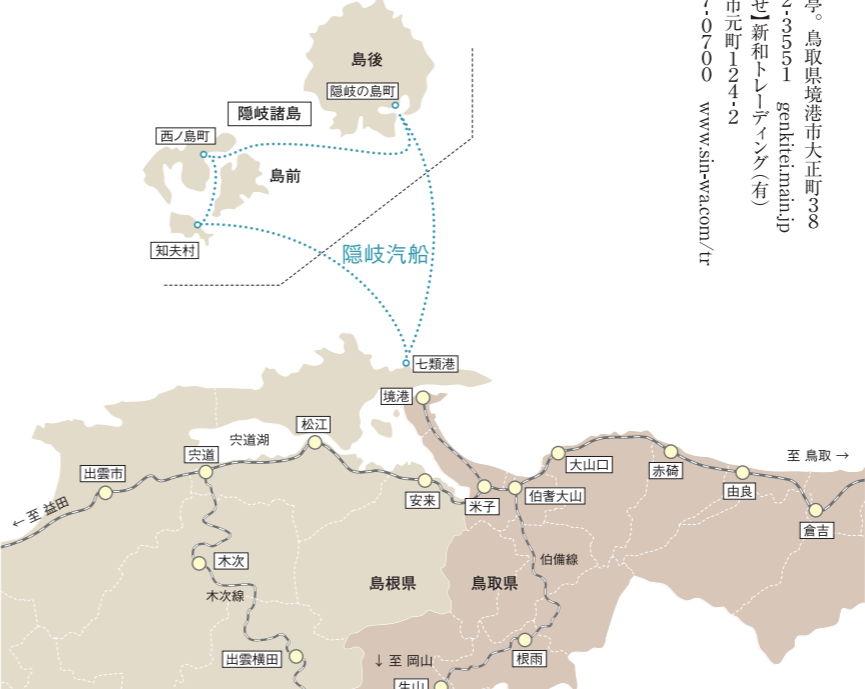 亭。鳥取県境港市大正町38
2-3551 genkitei.main.jp
せ】新和トレーディング(有)
市元町124-2
7-0700 www.sin-wa.com/tr
島後
隠岐の島町
隠岐諸島
西ノ島町
島前
知夫村
隠岐汽船
七類港
境港
松江
宍道湖
宍道
出雲市
←至 益田
安来
米子
伯耆大山
大山口
赤碕
至 鳥取→
由良
倉吉
木次
木次線
島根県
鳥取県
伯備線
出雲横田
↓至 岡山
根雨
生山